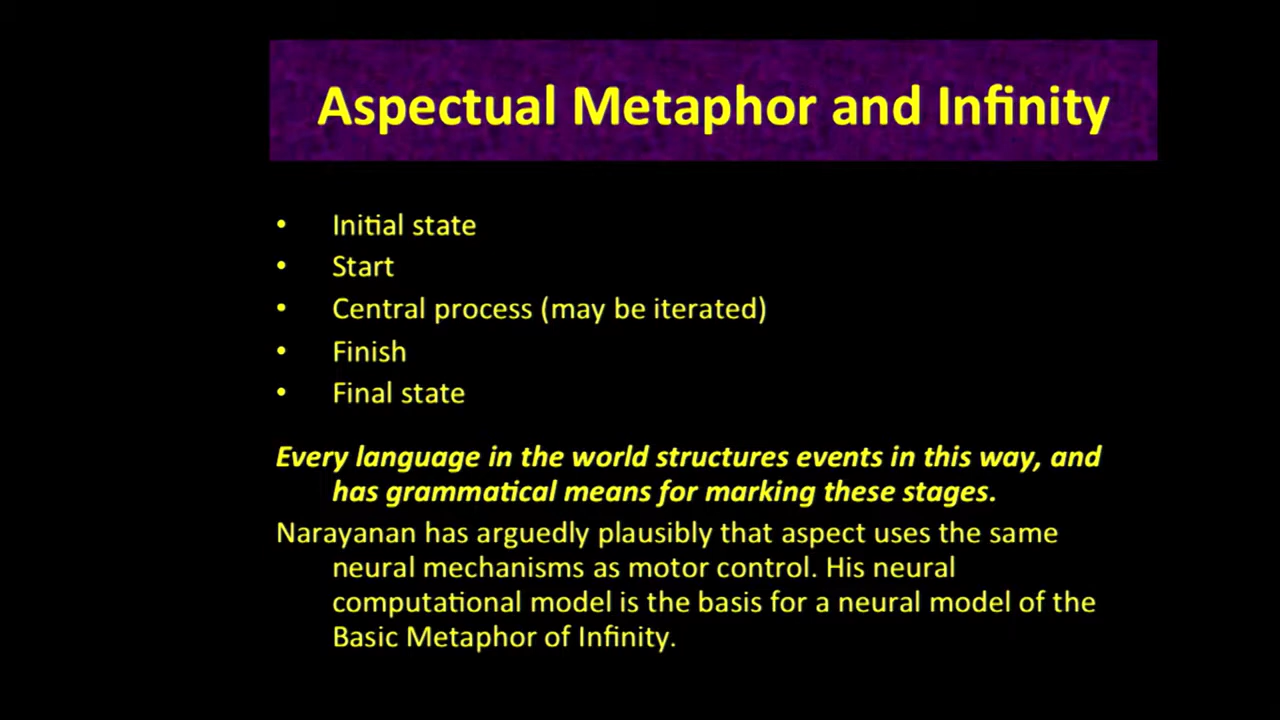 Aspectual Metaphor and Infinity
• Initial state
• Start
• Central process (may be iterated)
• Finish
• Final state
Every language in the world structures events in this way, and
has grammatical means for marking these stages.
Narayanan has arguedly plausibly that aspect uses the same
neural mechanisms as motor control. His neural
computational model is the basis for a neural model of the
Basic Metaphor of Infinity.